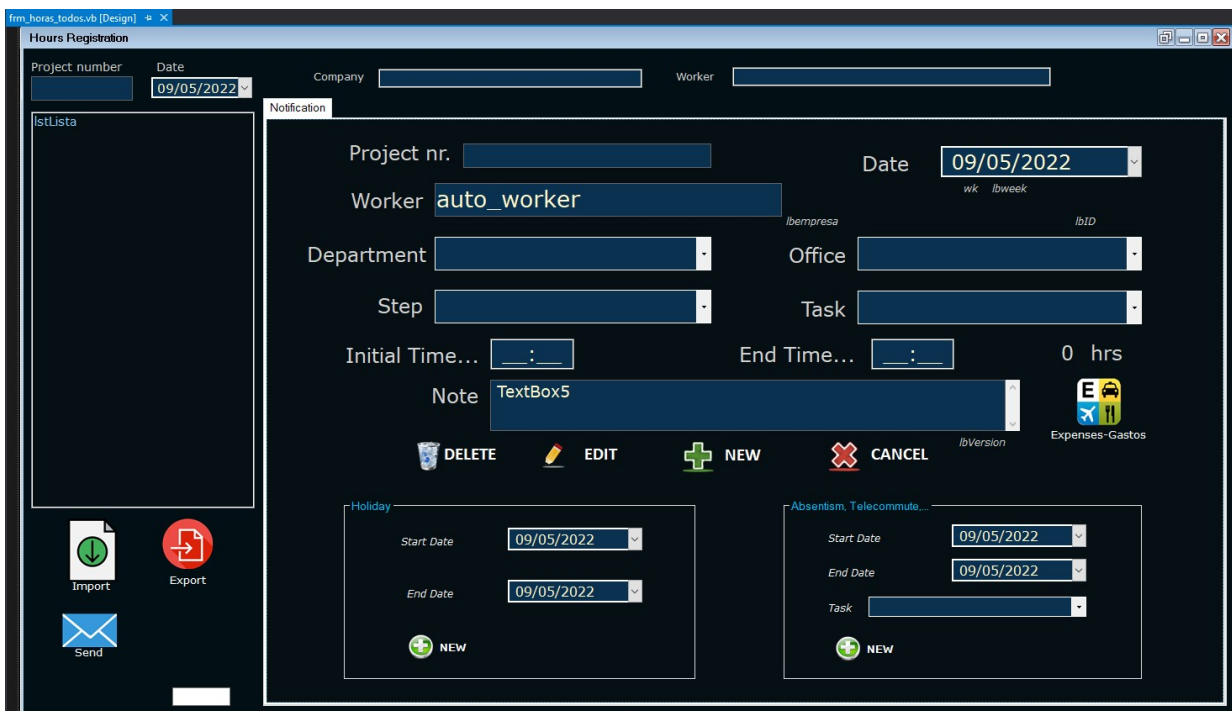 frm_horas_todos.vb [Design]
Hours Registration
Project number Date
09/05/2022
Company Worker
lstLista
Notification
Project nr.
Date 09/05/2022
wk lbweek
Worker auto_worker
lbempresa lbID
Department Office
Step Task
Initial Time... __:__ End Time... __:__ 0 hrs
Note TextBox5
E
Expenses-Gastos
lbVersion
DELETE EDIT NEW CANCEL
Holiday
Start Date 09/05/2022
End Date 09/05/2022
NEW
Absentism, Telecommute,...
Start Date 09/05/2022
End Date 09/05/2022
Task
NEW
Import Export
Send